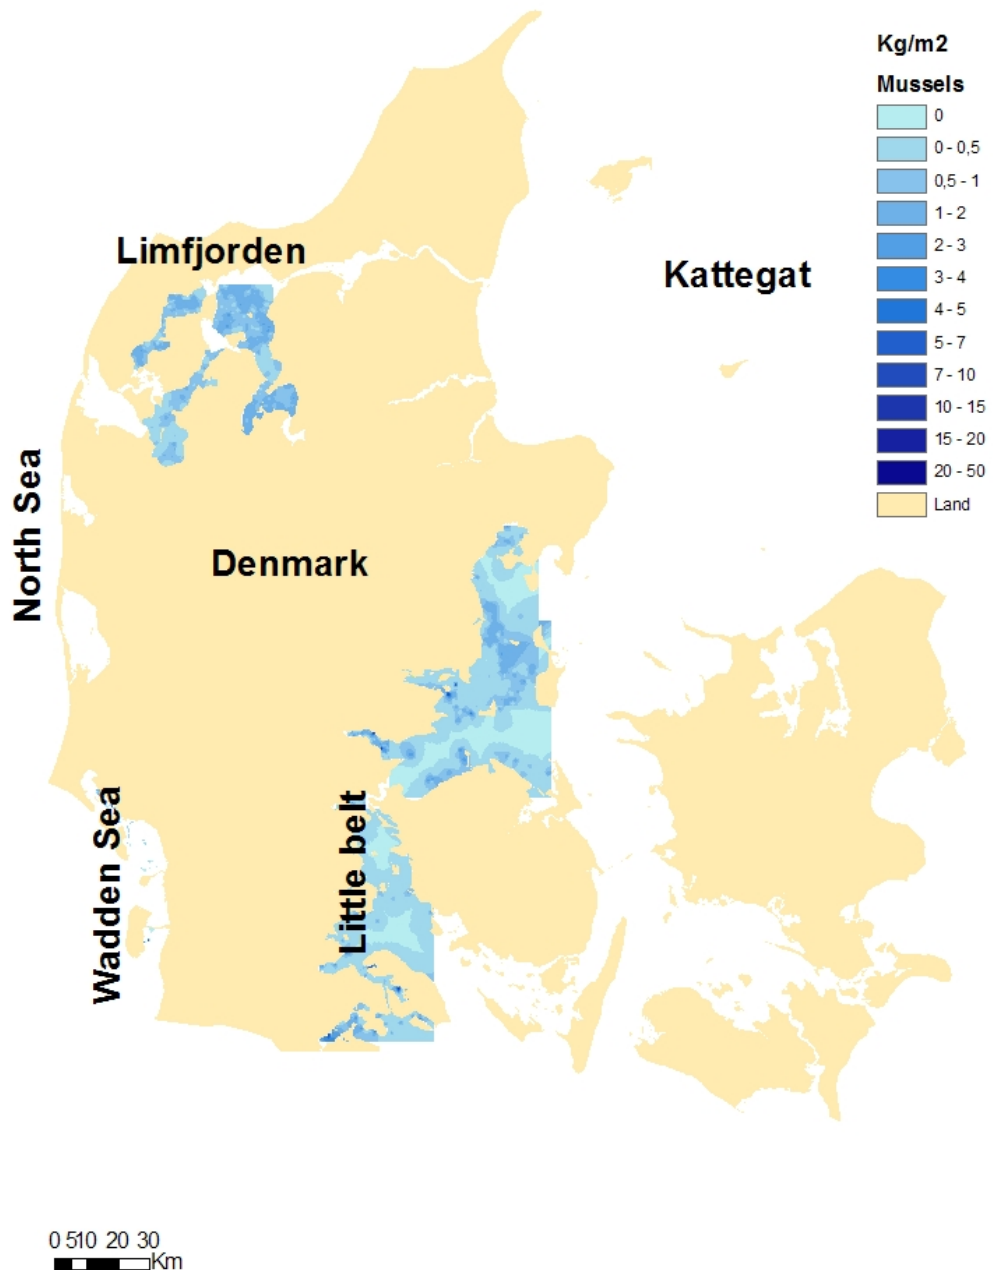 Kg/m2
Mussels
0
0 - 0,5
0,5 - 1
1 - 2
2 - 3
3 - 4
4 - 5
5 - 7
7 - 10
10 - 15
15 - 20
20 - 50
Land
Limfjorden
Kattegat
North Sea
Denmark
Wadden Sea
Little belt
0 510 20 30
Km